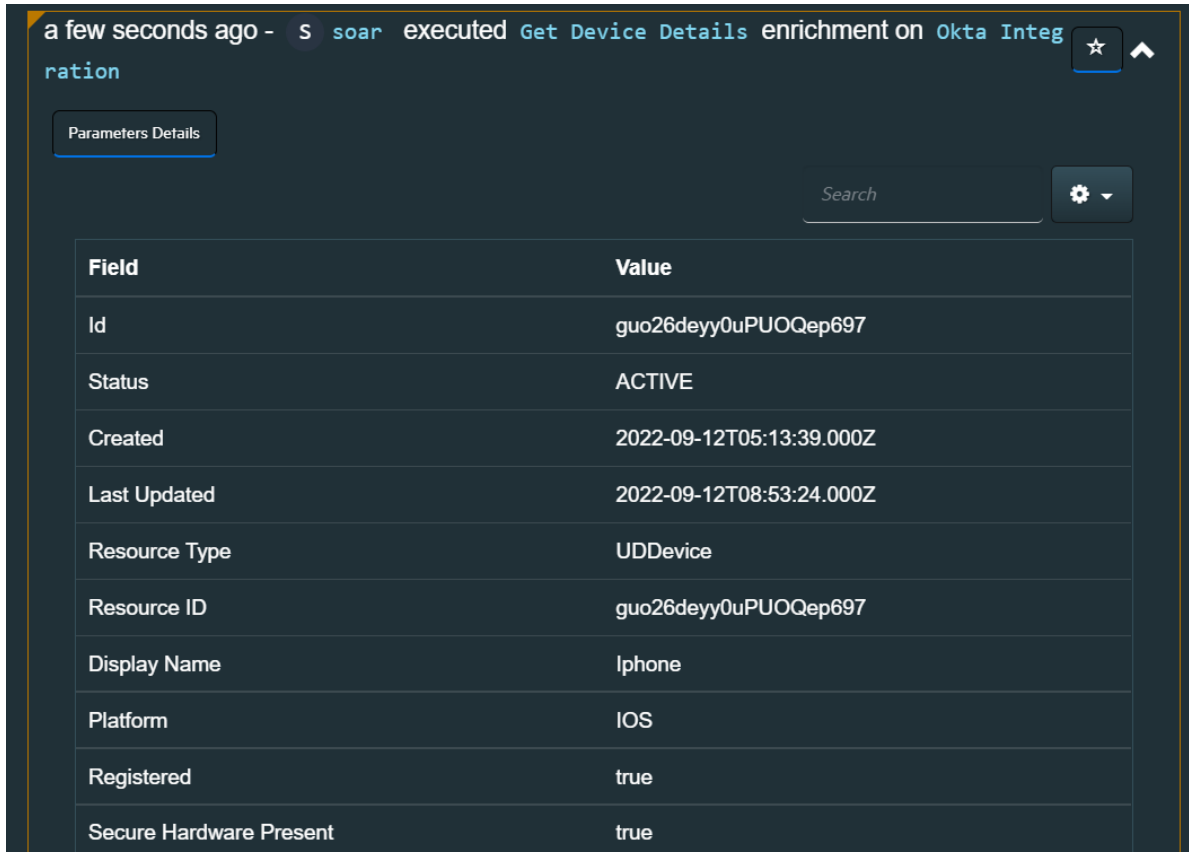 a few seconds ago - S soar executed Get Device Details enrichment on Okta Integ
ration
Parameters Details
Search
Field Value
Id guo26deyy0uPUOQep697
Status ACTIVE
Created 2022-09-12T05:13:39.000Z
Last Updated 2022-09-12T08:53:24.000Z
Resource Type UDDevice
Resource ID guo26deyy0uPUOQep697
Display Name Iphone
Platform IOS
Registered true
Secure Hardware Present true